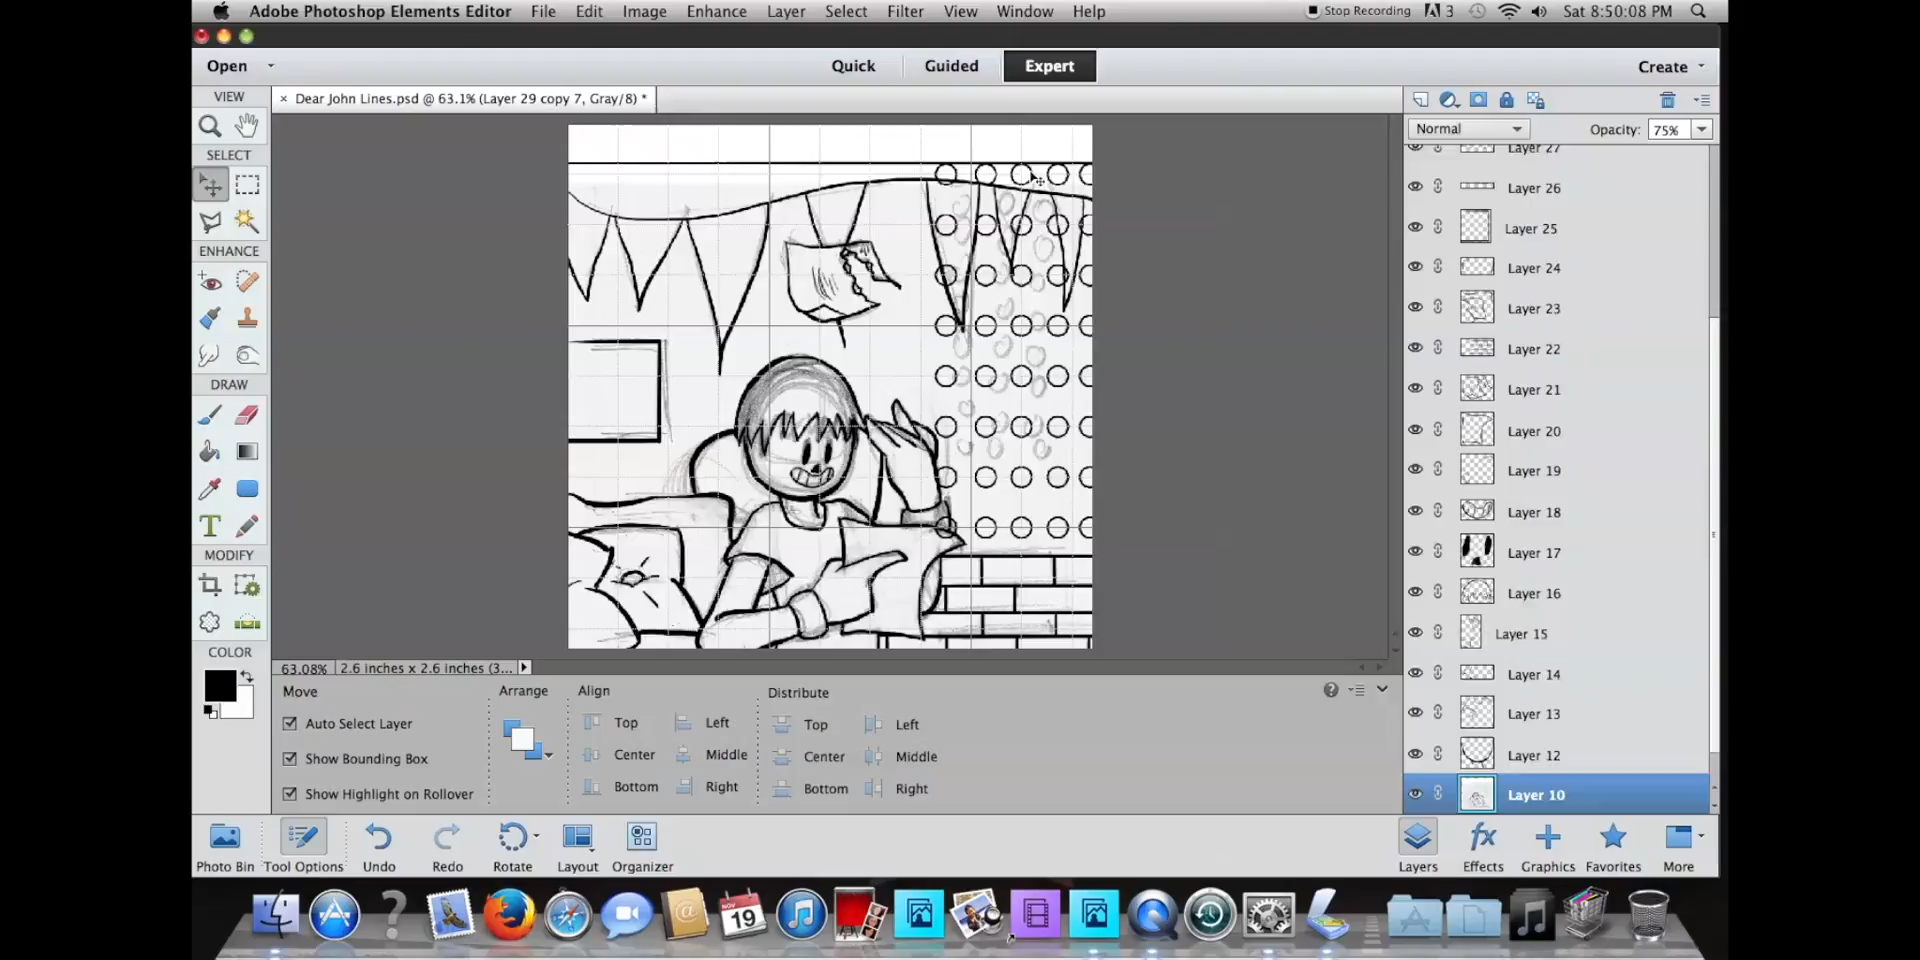 Adobe Photoshop Elements Editor File Edit Image Enhance Layer Select Filter View Window Help Stop Recording 3 Sat 8:50:08 PM
Open Quick Guided Expert Create
VIEW × Dear John Lines.psd @ 63.1% (Layer 29 copy 7, Gray/8) *
Normal Opacity: 75%
SELECT
Layer 27
Layer 26
Layer 25
ENHANCE
Layer 24
Layer 23
Layer 22
DRAW
Layer 21
Layer 20
Layer 19
Layer 18
T
MODIFY
Layer 17
Layer 16
Layer 15
COLOR
63.08% 2.6 inches x 2.6 inches (3...
Layer 14
Move Arrange Align Distribute
Layer 13
Auto Select Layer Top Left Top Left
Show Bounding Box Center Middle Center Middle
Layer 12
Show Highlight on Rollover Bottom Right Bottom Right
Layer 10
fx
Photo Bin Tool Options Undo Redo Rotate Layout Organizer Layers Effects Graphics Favorites More
NOV
19